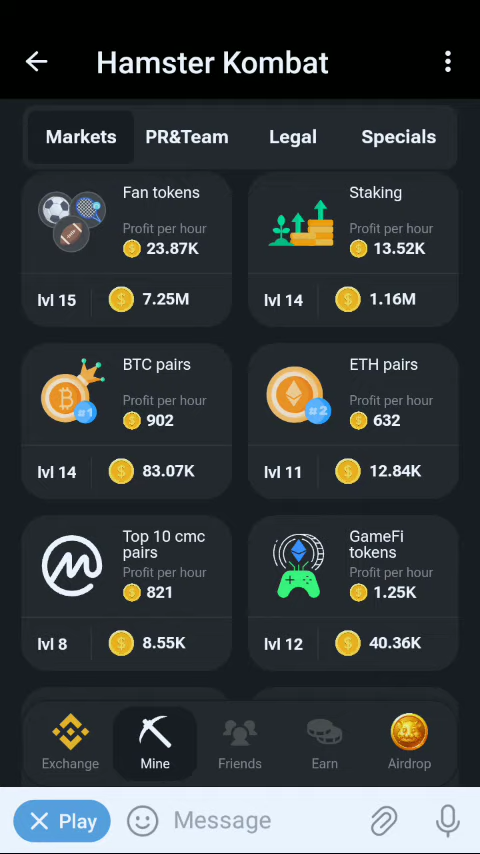 Hamster Kombat
Markets PR&Team Legal Specials
Fan tokens
Profit per hour
23.87K
lvl 15 7.25M
Staking
Profit per hour
13.52K
lvl 14 1.16M
BTC pairs
Profit per hour
902
#1
lvl 14 83.07K
ETH pairs
Profit per hour
632
#2
lvl 11 12.84K
Top 10 cmc
pairs
Profit per hour
821
lvl 8 8.55K
GameFi
tokens
Profit per hour
1.25K
lvl 12 40.36K
Exchange Mine Friends Earn Airdrop
Play Message